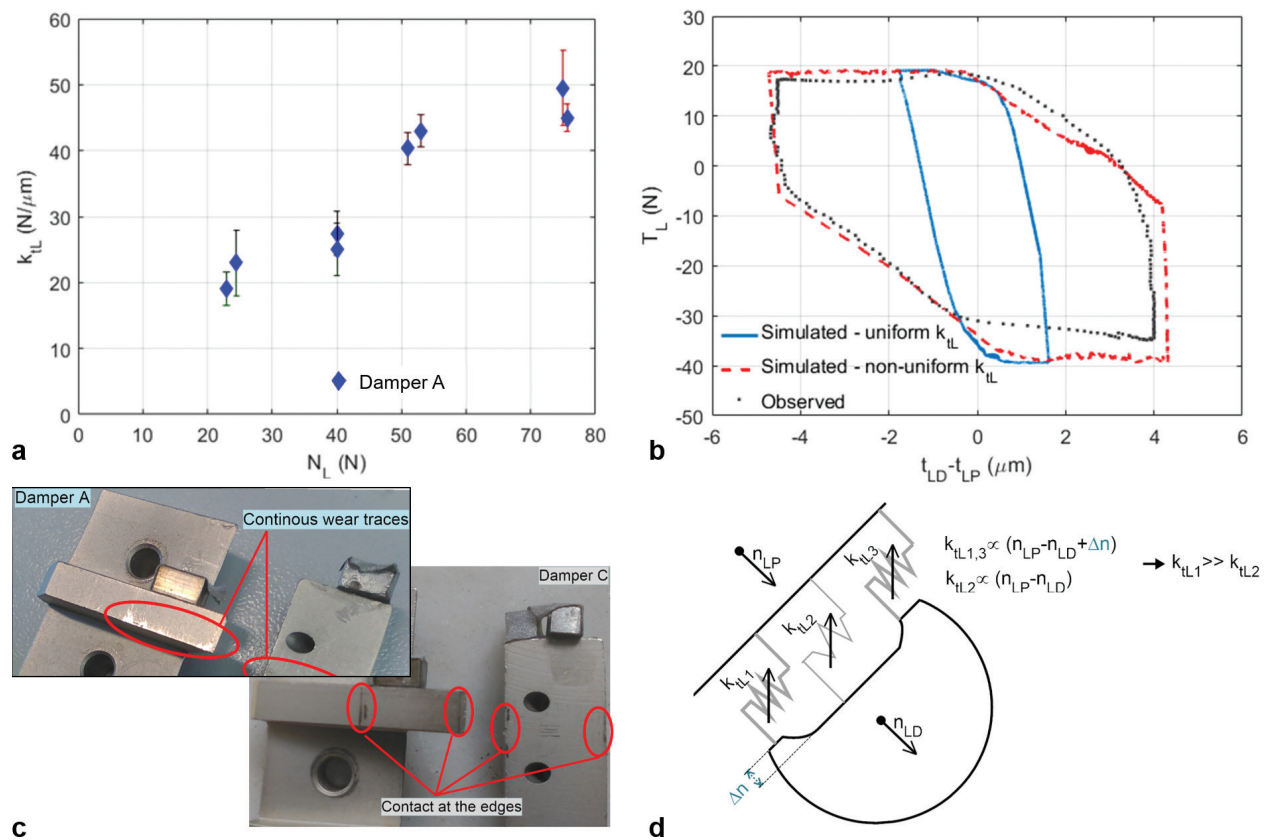 60
50
40
30
20
10
0
k_tL (N/μm)
0 10 20 30 40 50 60 70 80
N_L (N)
Damper A
a
30
20
10
0
-10
-20
-30
-40
-50
T_L (N)
Simulated - uniform k_tL
Simulated - non-uniform k_tL
Observed
-6 -4 -2 0 2 4 6
t_LD-t_LP (μm)
b
Damper A
Continous wear traces
Damper C
Contact at the edges
c
n_LP
k_tL3
k_tL2
k_tL1
n_LD
Δn
k_tL1,3 ∝ (n_LP-n_LD+Δn)
k_tL2 ∝ (n_LP-n_LD)
→ k_tL1 >> k_tL2
d